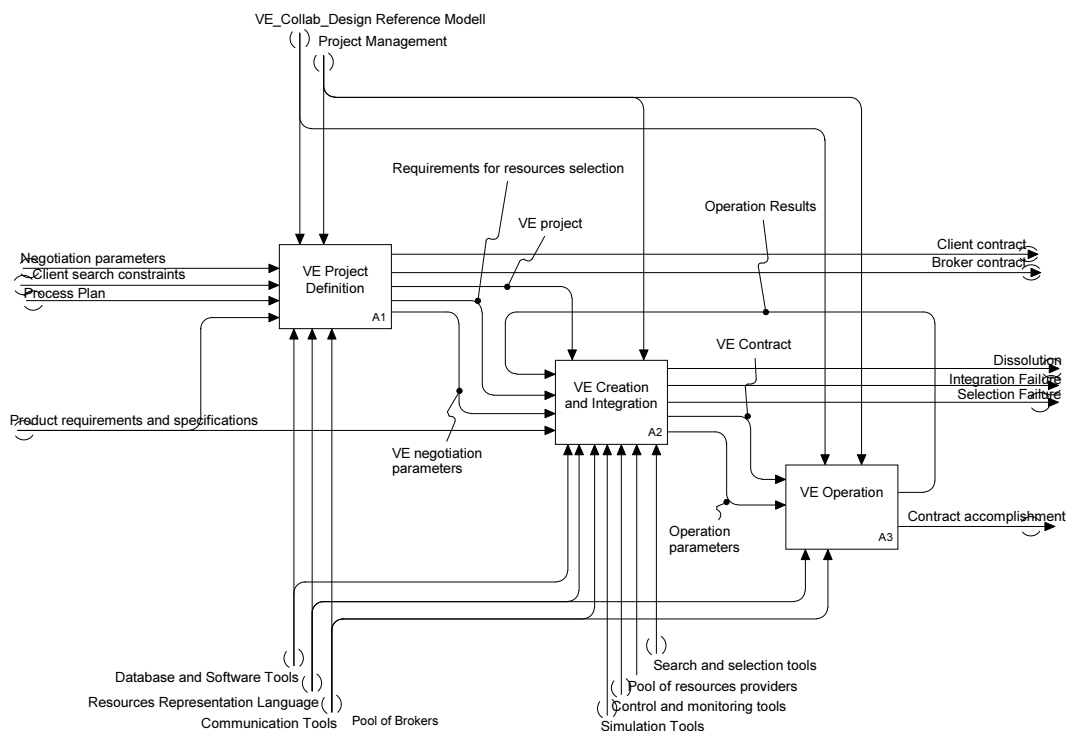 VE_Collab_Design Reference Modell
Project Management
Requirements for resources selection
Operation Results
VE project
Negotiation parameters
Client search constraints
Process Plan
VE Project
Definition
A1
Client contract
Broker contract
VE Contract
Dissolution
Integration Failure
Selection Failure
VE Creation
and Integration
A2
Product requirements and specifications
VE negotiation
parameters
VE Operation
A3
Operation
parameters
Contract accomplishment
Search and selection tools
Database and Software Tools
Pool of resources providers
Resources Representation Language
Control and monitoring tools
Communication Tools
Pool of Brokers
Simulation Tools